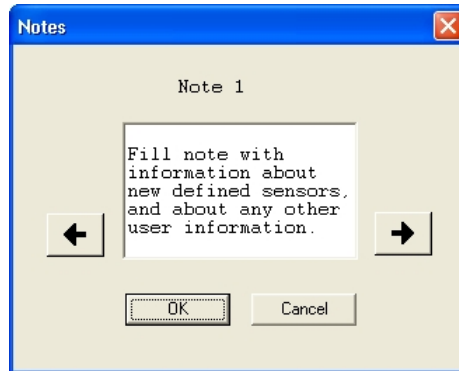 Notes
Note 1
Fill note with
information about
new defined sensors,
and about any other
user information.
OK
Cancel